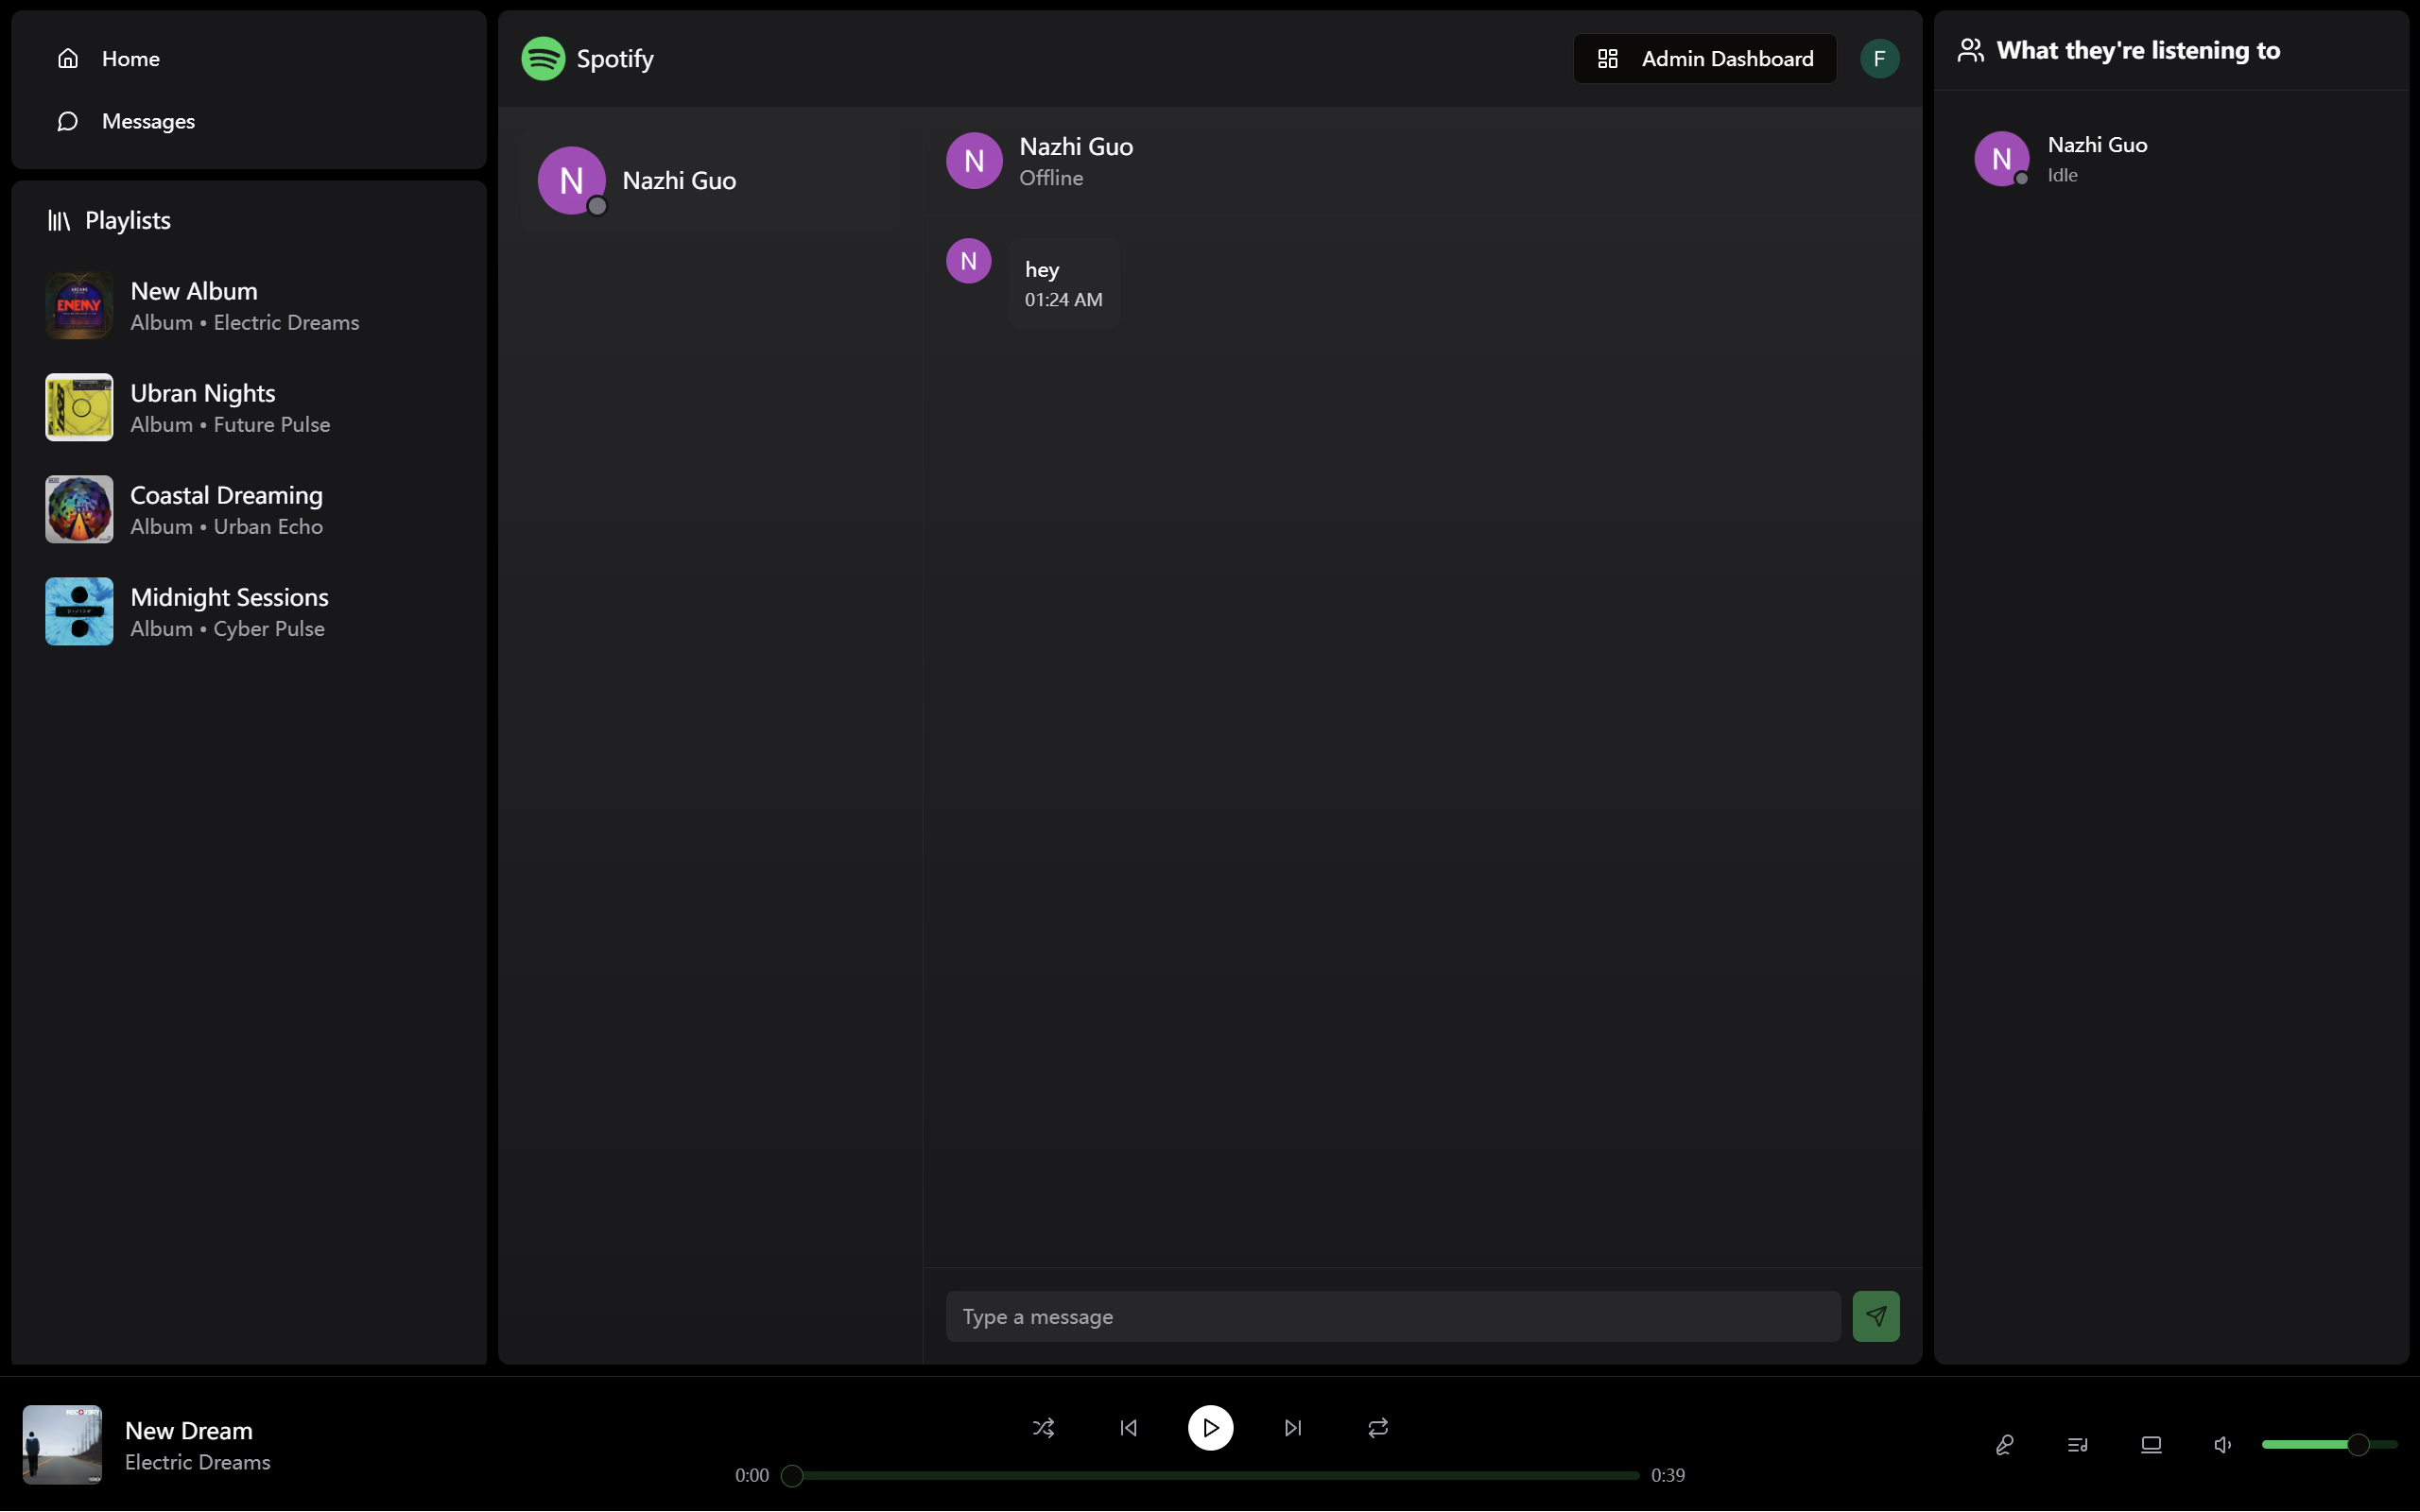 Home
Messages
Playlists
ENEMY
New Album
Album • Electric Dreams
Ubran Nights
Album • Future Pulse
Coastal Dreaming
Album • Urban Echo
Midnight Sessions
Album • Cyber Pulse
Spotify
Admin Dashboard
F
N
Nazhi Guo
N
Nazhi Guo
Offline
N
hey
01:24 AM
Type a message
What they're listening to
N
Nazhi Guo
Idle
RECOVERY
New Dream
Electric Dreams
0:00
0:39